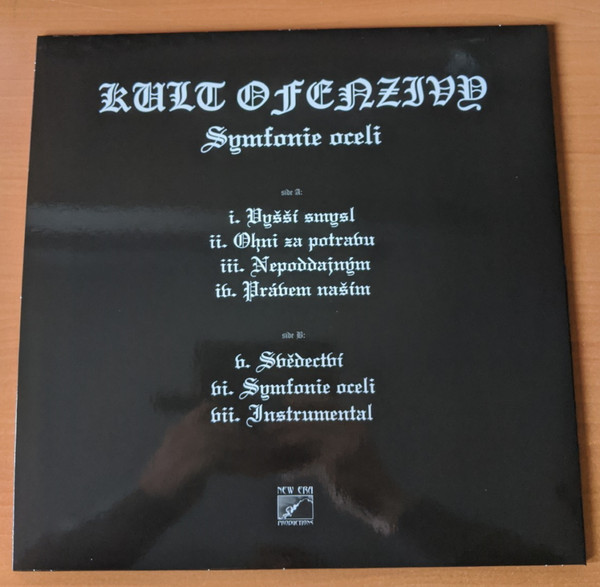 KULT OFENZIVY
Symfonie oceli
side A:
i. Vyšší smysl
ii. Ohni za potravu
iii. Nepoddajným
iv. Právem naším
side B:
v. Svědectví
vi. Symfonie oceli
vii. Instrumental
NEW ERA
PRODUCTIONS